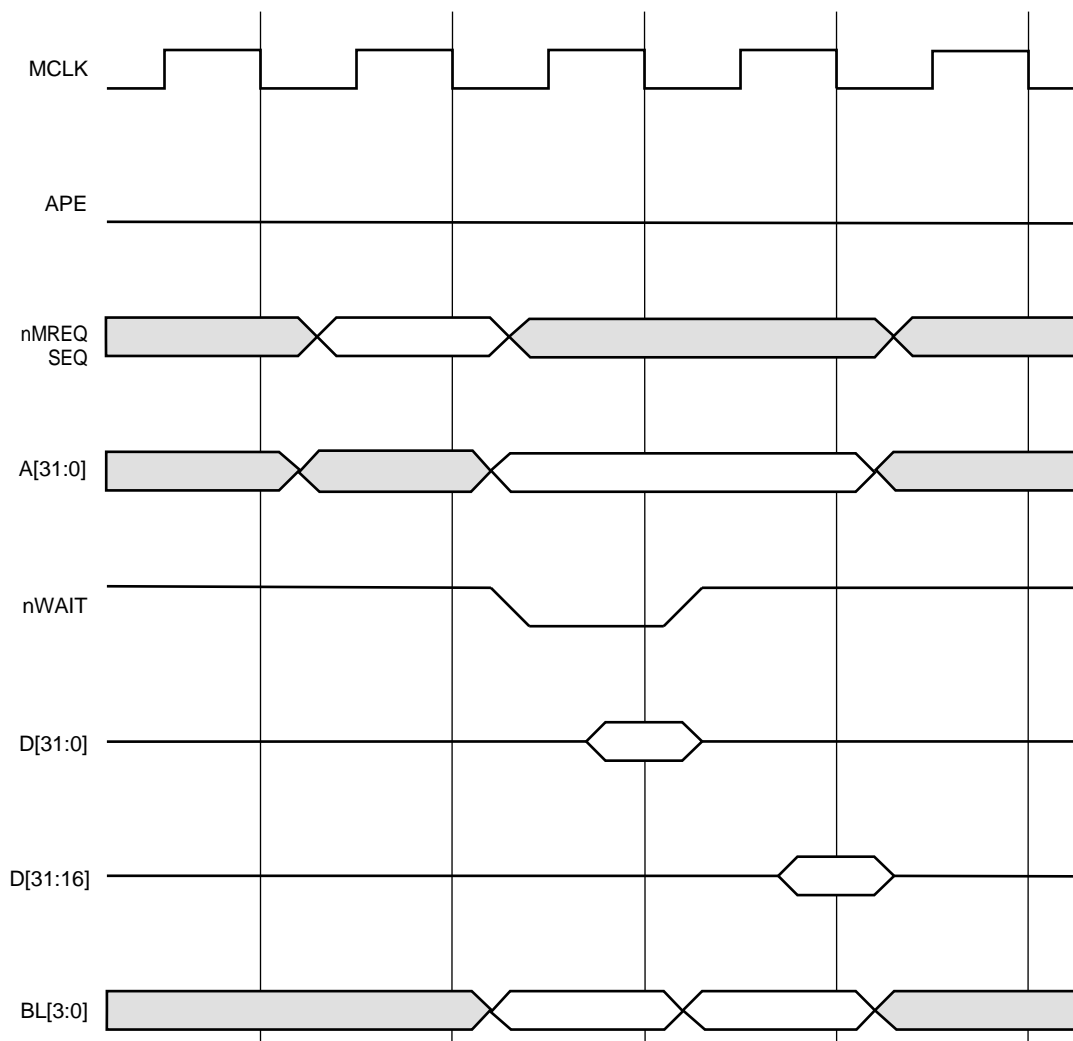 MCLK
APE
nMREQ
SEQ
A[31:0]
nWAIT
D[31:0]
D[31:16]
BL[3:0]